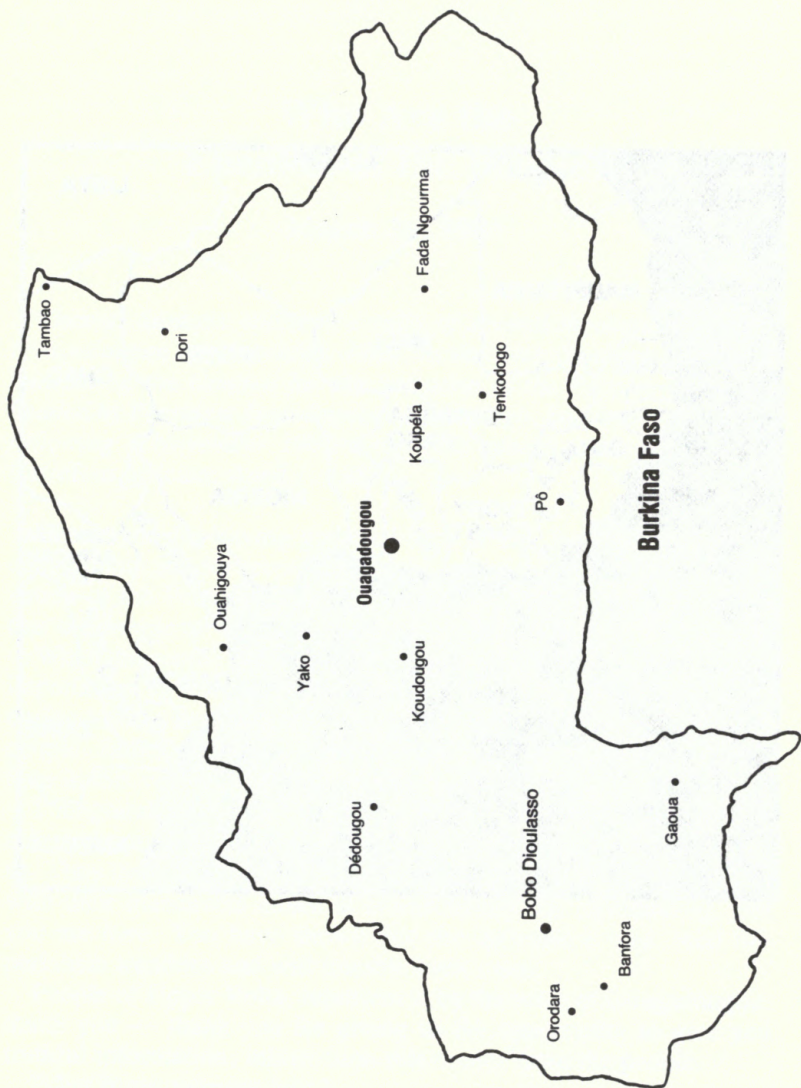 Tambao
Dori
Ouahigouya
Yako
Dédougou
Ouagadougou
Koudougou
Koupéla
Fada Ngourma
Tenkodogo
Pô
Bobo Dioulasso
Orodara
Banfora
Gaoua
Burkina Faso